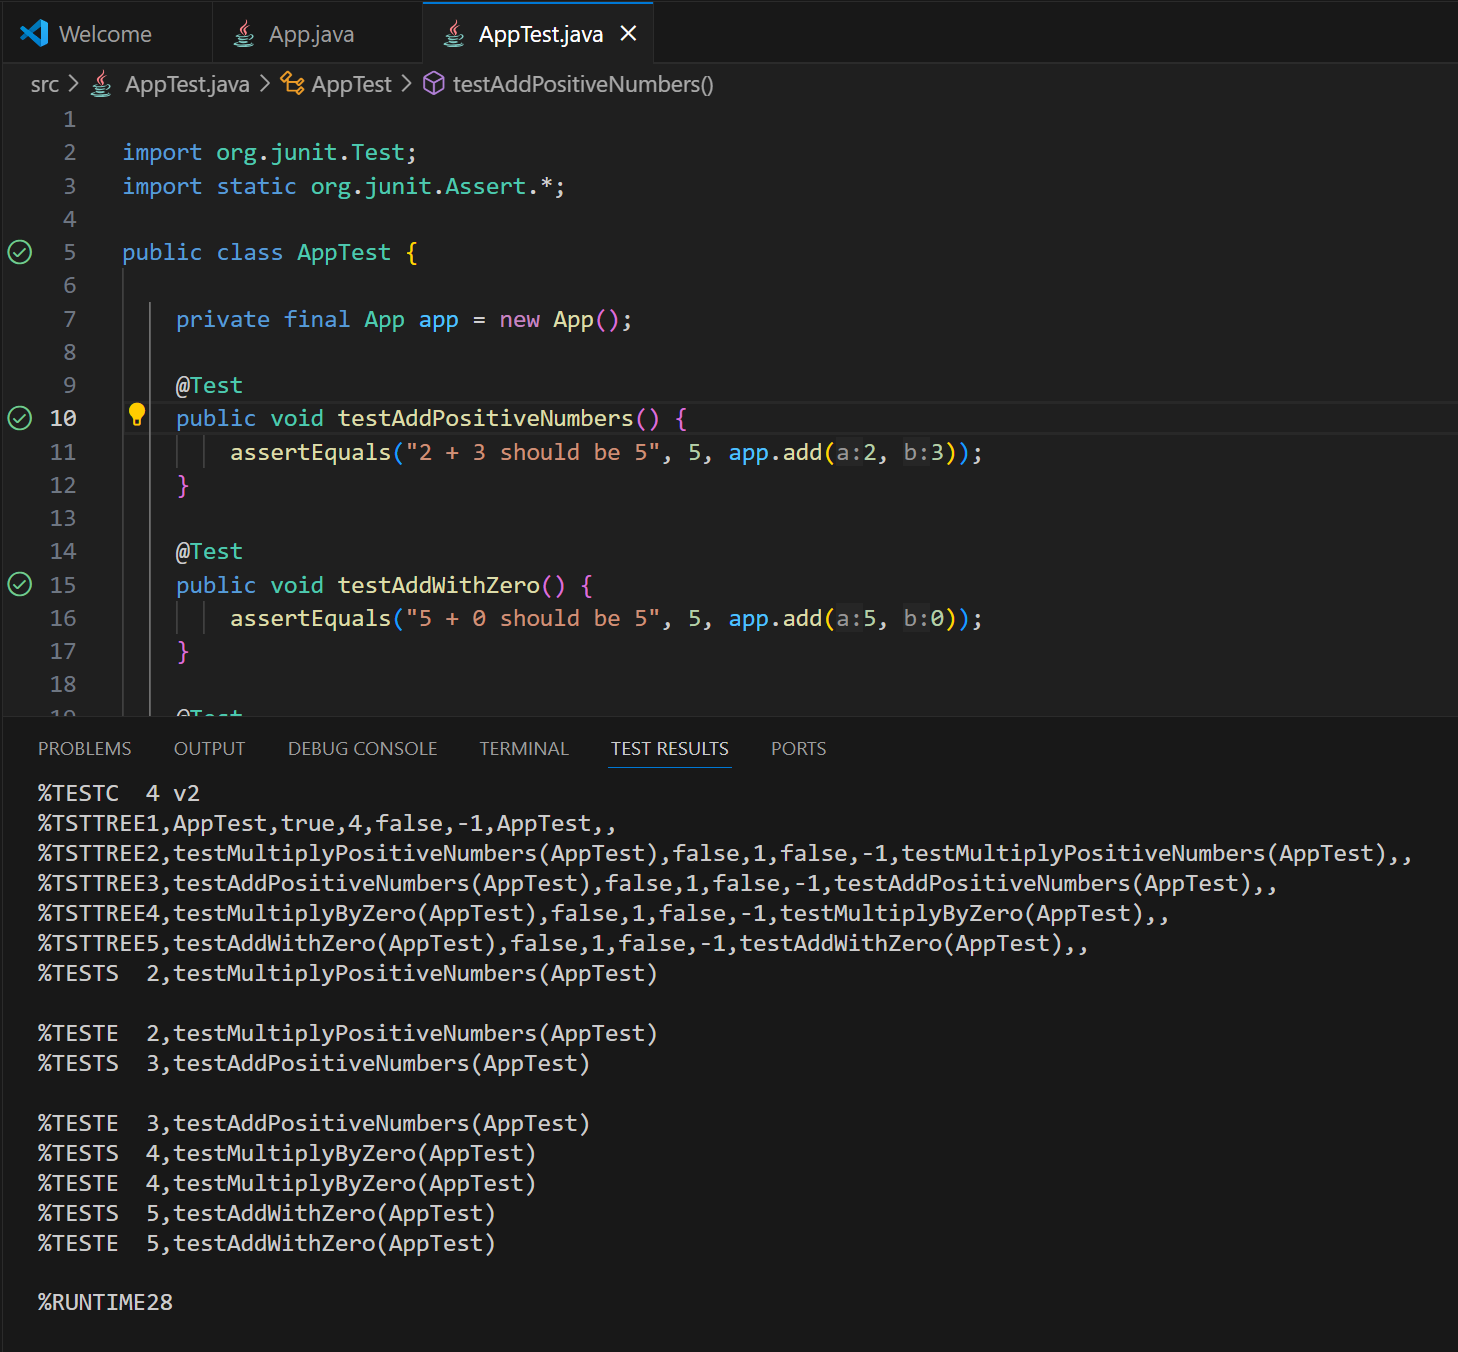 Welcome App.java AppTest.java
src > AppTest.java > AppTest > testAddPositiveNumbers()
1
2 import org.junit.Test;
3 import static org.junit.Assert.*;
4
5 public class AppTest {
6
7 private final App app = new App();
8
9 @Test
10 public void testAddPositiveNumbers() {
11 assertEquals("2 + 3 should be 5", 5, app.add(a:2, b:3));
12 }
13
14 @Test
15 public void testAddWithZero() {
16 assertEquals("5 + 0 should be 5", 5, app.add(a:5, b:0));
17 }
18
19 @Test
PROBLEMS OUTPUT DEBUG CONSOLE TERMINAL TEST RESULTS PORTS
%TESTC  4 v2
%TSTTREE1,AppTest,true,4,false,-1,AppTest,,
%TSTTREE2,testMultiplyPositiveNumbers(AppTest),false,1,false,-1,testMultiplyPositiveNumbers(AppTest),,
%TSTTREE3,testAddPositiveNumbers(AppTest),false,1,false,-1,testAddPositiveNumbers(AppTest),,
%TSTTREE4,testMultiplyByZero(AppTest),false,1,false,-1,testMultiplyByZero(AppTest),,
%TSTTREE5,testAddWithZero(AppTest),false,1,false,-1,testAddWithZero(AppTest),,
%TESTS  2,testMultiplyPositiveNumbers(AppTest)
%TESTE  2,testMultiplyPositiveNumbers(AppTest)
%TESTS  3,testAddPositiveNumbers(AppTest)
%TESTE  3,testAddPositiveNumbers(AppTest)
%TESTS  4,testMultiplyByZero(AppTest)
%TESTE  4,testMultiplyByZero(AppTest)
%TESTS  5,testAddWithZero(AppTest)
%TESTE  5,testAddWithZero(AppTest)
%RUNTIME28